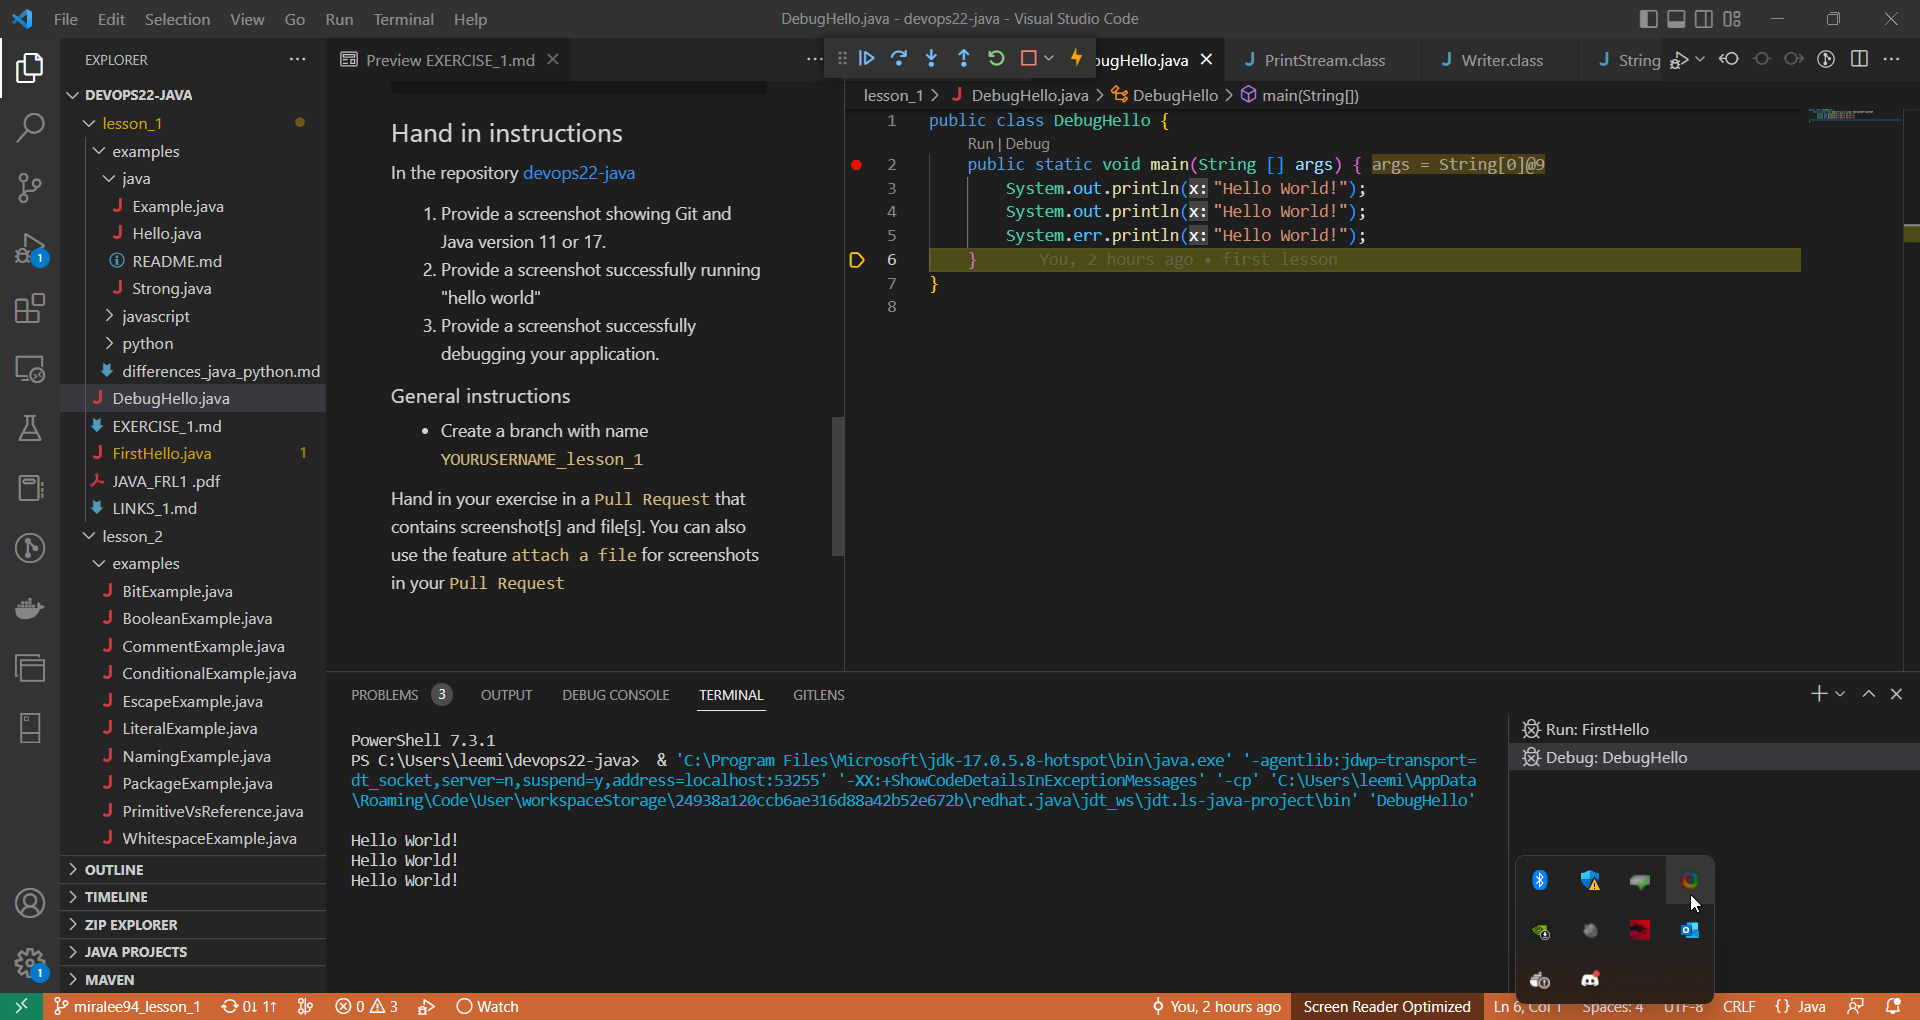 File Edit Selection View Go Run Terminal Help
DebugHello.java - devops22-java - Visual Studio Code
EXPLORER
DEVOPS22-JAVA
lesson_1
examples
java
Example.java
Hello.java
README.md
Strong.java
javascript
python
differences_java_python.md
DebugHello.java
EXERCISE_1.md
FirstHello.java 1
JAVA_FRL1 .pdf
LINKS_1.md
lesson_2
examples
BitExample.java
BooleanExample.java
CommentExample.java
ConditionalExample.java
EscapeExample.java
LiteralExample.java
NamingExample.java
PackageExample.java
PrimitiveVsReference.java
WhitespaceExample.java
OUTLINE
TIMELINE
ZIP EXPLORER
JAVA PROJECTS
MAVEN
1
1
Preview EXERCISE_1.md
Hand in instructions
In the repository devops22-java
1. Provide a screenshot showing Git and
Java version 11 or 17.
2. Provide a screenshot successfully running
"hello world"
3. Provide a screenshot successfully
debugging your application.
General instructions
• Create a branch with name
YOURUSERNAME_lesson_1
Hand in your exercise in a Pull Request that
contains screenshot[s] and file[s]. You can also
use the feature attach a file for screenshots
in your Pull Request
bugHello.java PrintStream.class Writer.class String
lesson_1 > DebugHello.java > DebugHello > main(String[])
1 public class DebugHello {
Run | Debug
2 public static void main(String [] args) { args = String[0]@9
3 System.out.println(x: "Hello World!");
4 System.out.println(x: "Hello World!");
5 System.err.println(x: "Hello World!");
6 } You, 2 hours ago • first lesson
7 }
8
PROBLEMS 3 OUTPUT DEBUG CONSOLE TERMINAL GITLENS
PowerShell 7.3.1
PS C:\Users\leemi\devops22-java> & 'C:\Program Files\Microsoft\jdk-17.0.5.8-hotspot\bin\java.exe' '-agentlib:jdwp=transport=
dt_socket,server=n,suspend=y,address=localhost:53255' '-XX:+ShowCodeDetailsInExceptionMessages' '-cp' 'C:\Users\leemi\AppData
\Roaming\Code\User\workspaceStorage\24938a120ccb6ae316d88a42b52e672b\redhat.java\jdt_ws\jdt.ls-java-project\bin' 'DebugHello'
Hello World!
Hello World!
Hello World!
Run: FirstHello
Debug: DebugHello
miralee94_lesson_1 0↓ 1↑ 0 3 Watch
You, 2 hours ago Screen Reader Optimized Ln 6, Col 1 Spaces: 4 UTF-8 CRLF {} Java